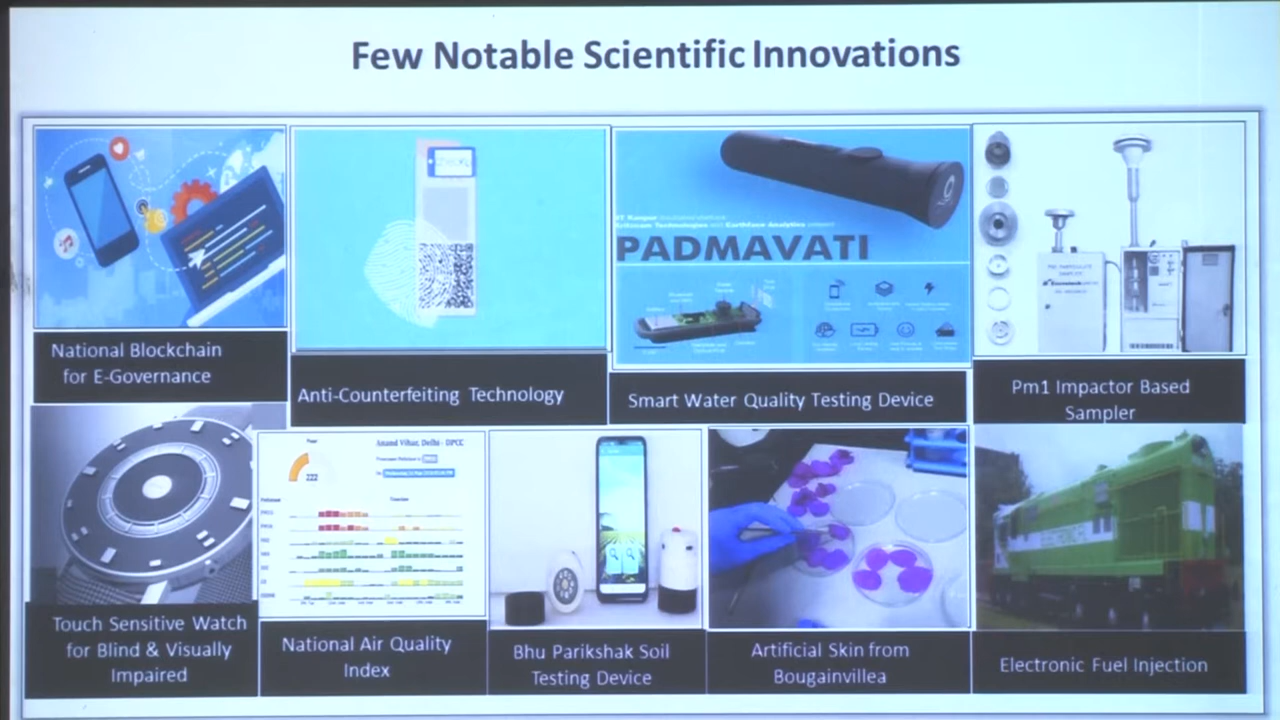 Few Notable Scientific Innovations
PADMAVATI
National Blockchain
for E-Governance
Anti-Counterfeiting Technology
Smart Water Quality Testing Device
Pm1 Impactor Based
Sampler
Anand Vihar, Delhi - DPCC
222
Touch Sensitive Watch
for Blind & Visually
Impaired
National Air Quality
Index
Bhu Parikshak Soil
Testing Device
Artificial Skin from
Bougainvillea
Electronic Fuel Injection